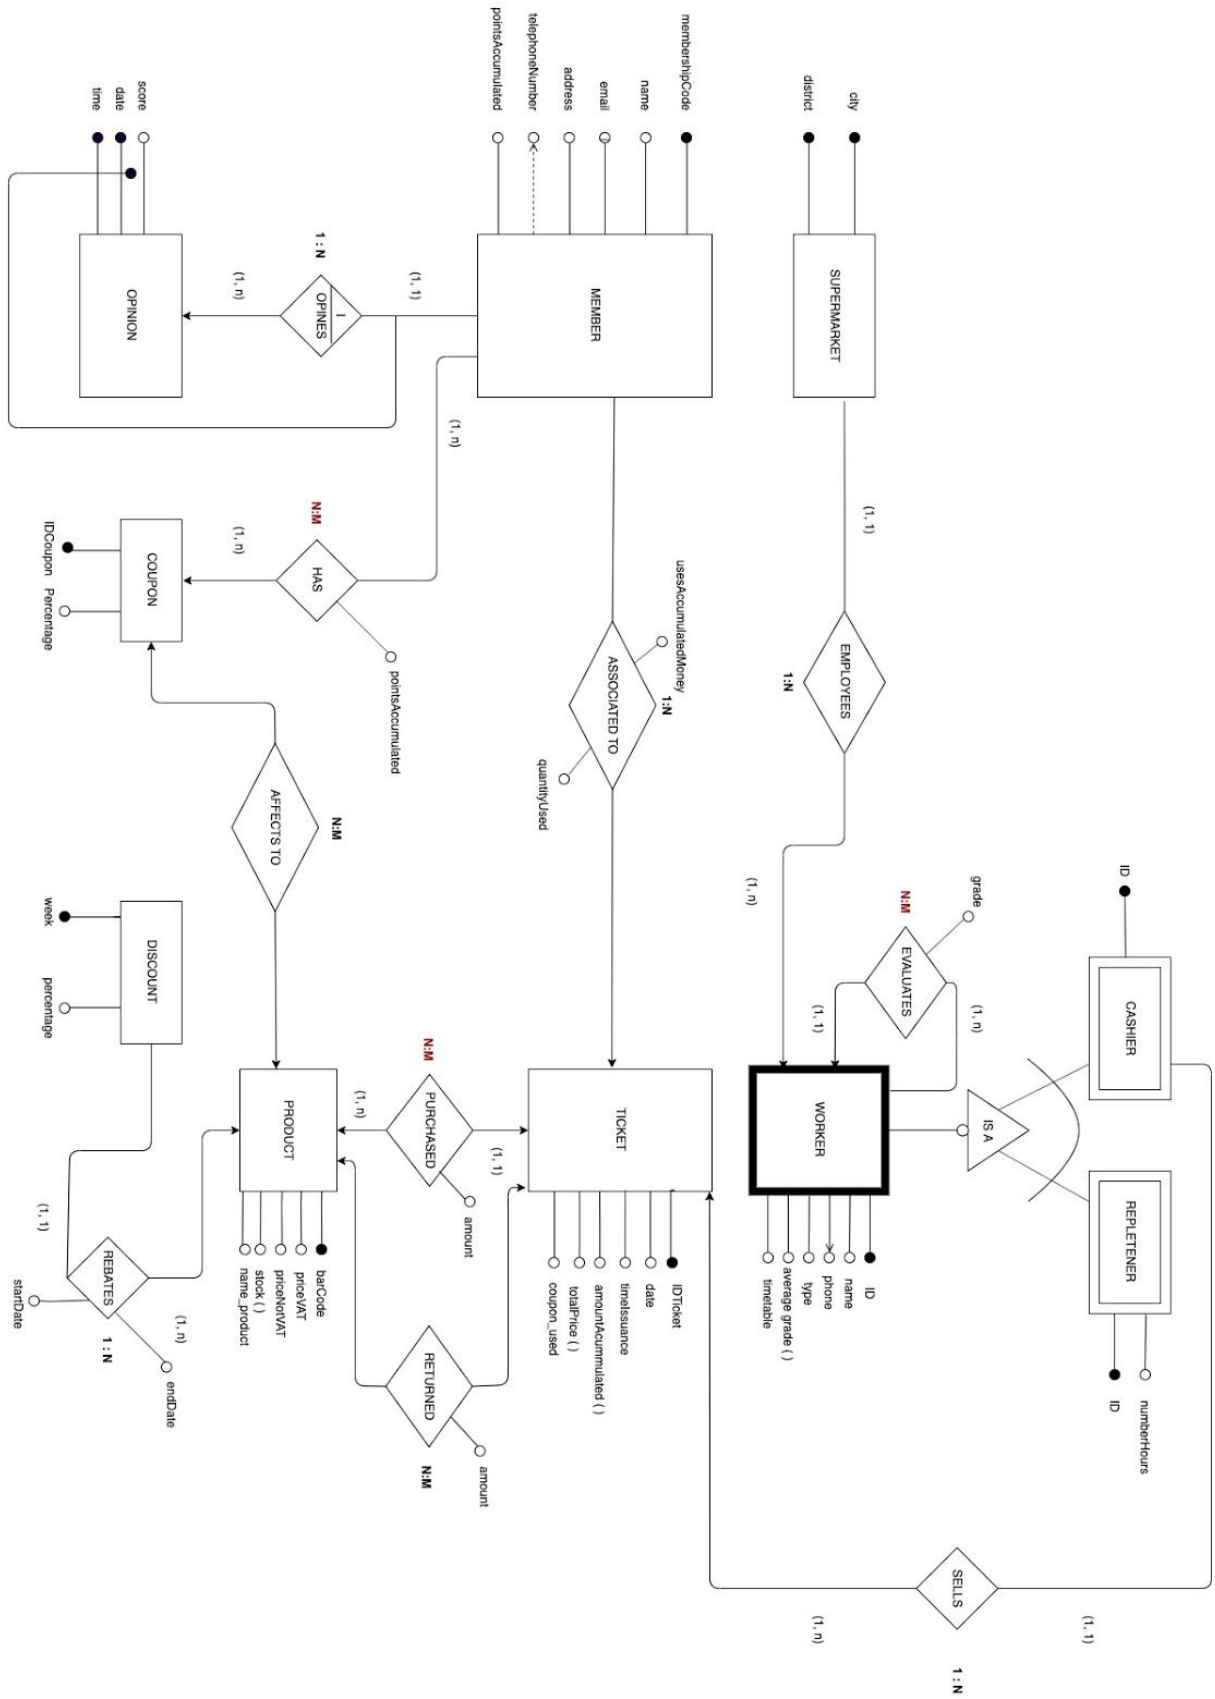 city
district
SUPERMARKET
(1, 1)
EMPLOYEES
1:N
(1, n)
ID
CASHIER
REPLETENER
numberHours
ID
IS A
grade
N:M
EVALUATES
(1, n)
(1, 1)
WORKER
ID
name
phone
type
average grade ( )
timetable
SELLS
(1, 1)
(1, n)
1 : N
membershipCode
name
email
address
telephoneNumber
pointsAccumulated
MEMBER
usesAccumulatedMoney
1:N
ASSOCIATED TO
quantityUsed
TICKET
IDTicket
date
timeIssuance
amountAcummulated ( )
totalPrice ( )
coupon_used
(1, 1)
1 : N
I
OPINES
(1, n)
score
date
time
OPINION
(1, n)
N:M
HAS
pointsAccumulated
(1, n)
COUPON
IDCoupon
Percentage
N:M
AFFECTS TO
N:M
PURCHASED
(1, 1)
(1, n)
amount
RETURNED
amount
N:M
PRODUCT
barCode
priceVAT
priceNotVAT
stock ( )
name_product
DISCOUNT
week
percentage
(1, 1)
REBATES
(1, n)
startDate
endDate
1 : N